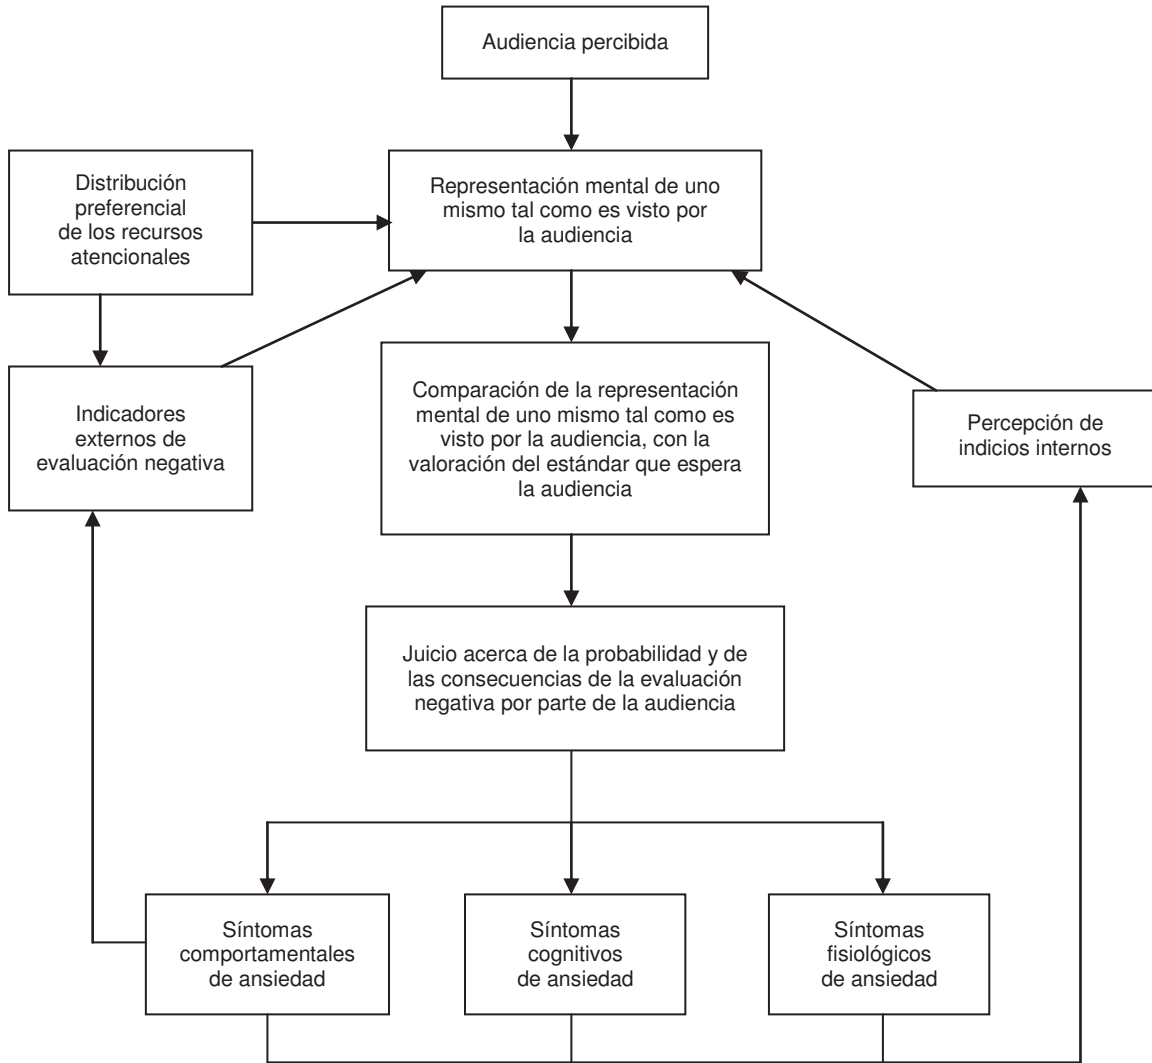 Audiencia percibida
Distribución
preferencial
de los recursos
atencionales
Representación mental de uno
mismo tal como es visto por
la audiencia
Indicadores
externos de
evaluación negativa
Comparación de la representación
mental de uno mismo tal como es
visto por la audiencia, con la
valoración del estándar que espera
la audiencia
Percepción de
indicios internos
Juicio acerca de la probabilidad y de
las consecuencias de la evaluación
negativa por parte de la audiencia
Síntomas
comportamentales
de ansiedad
Síntomas
cognitivos
de ansiedad
Síntomas
fisiológicos
de ansiedad